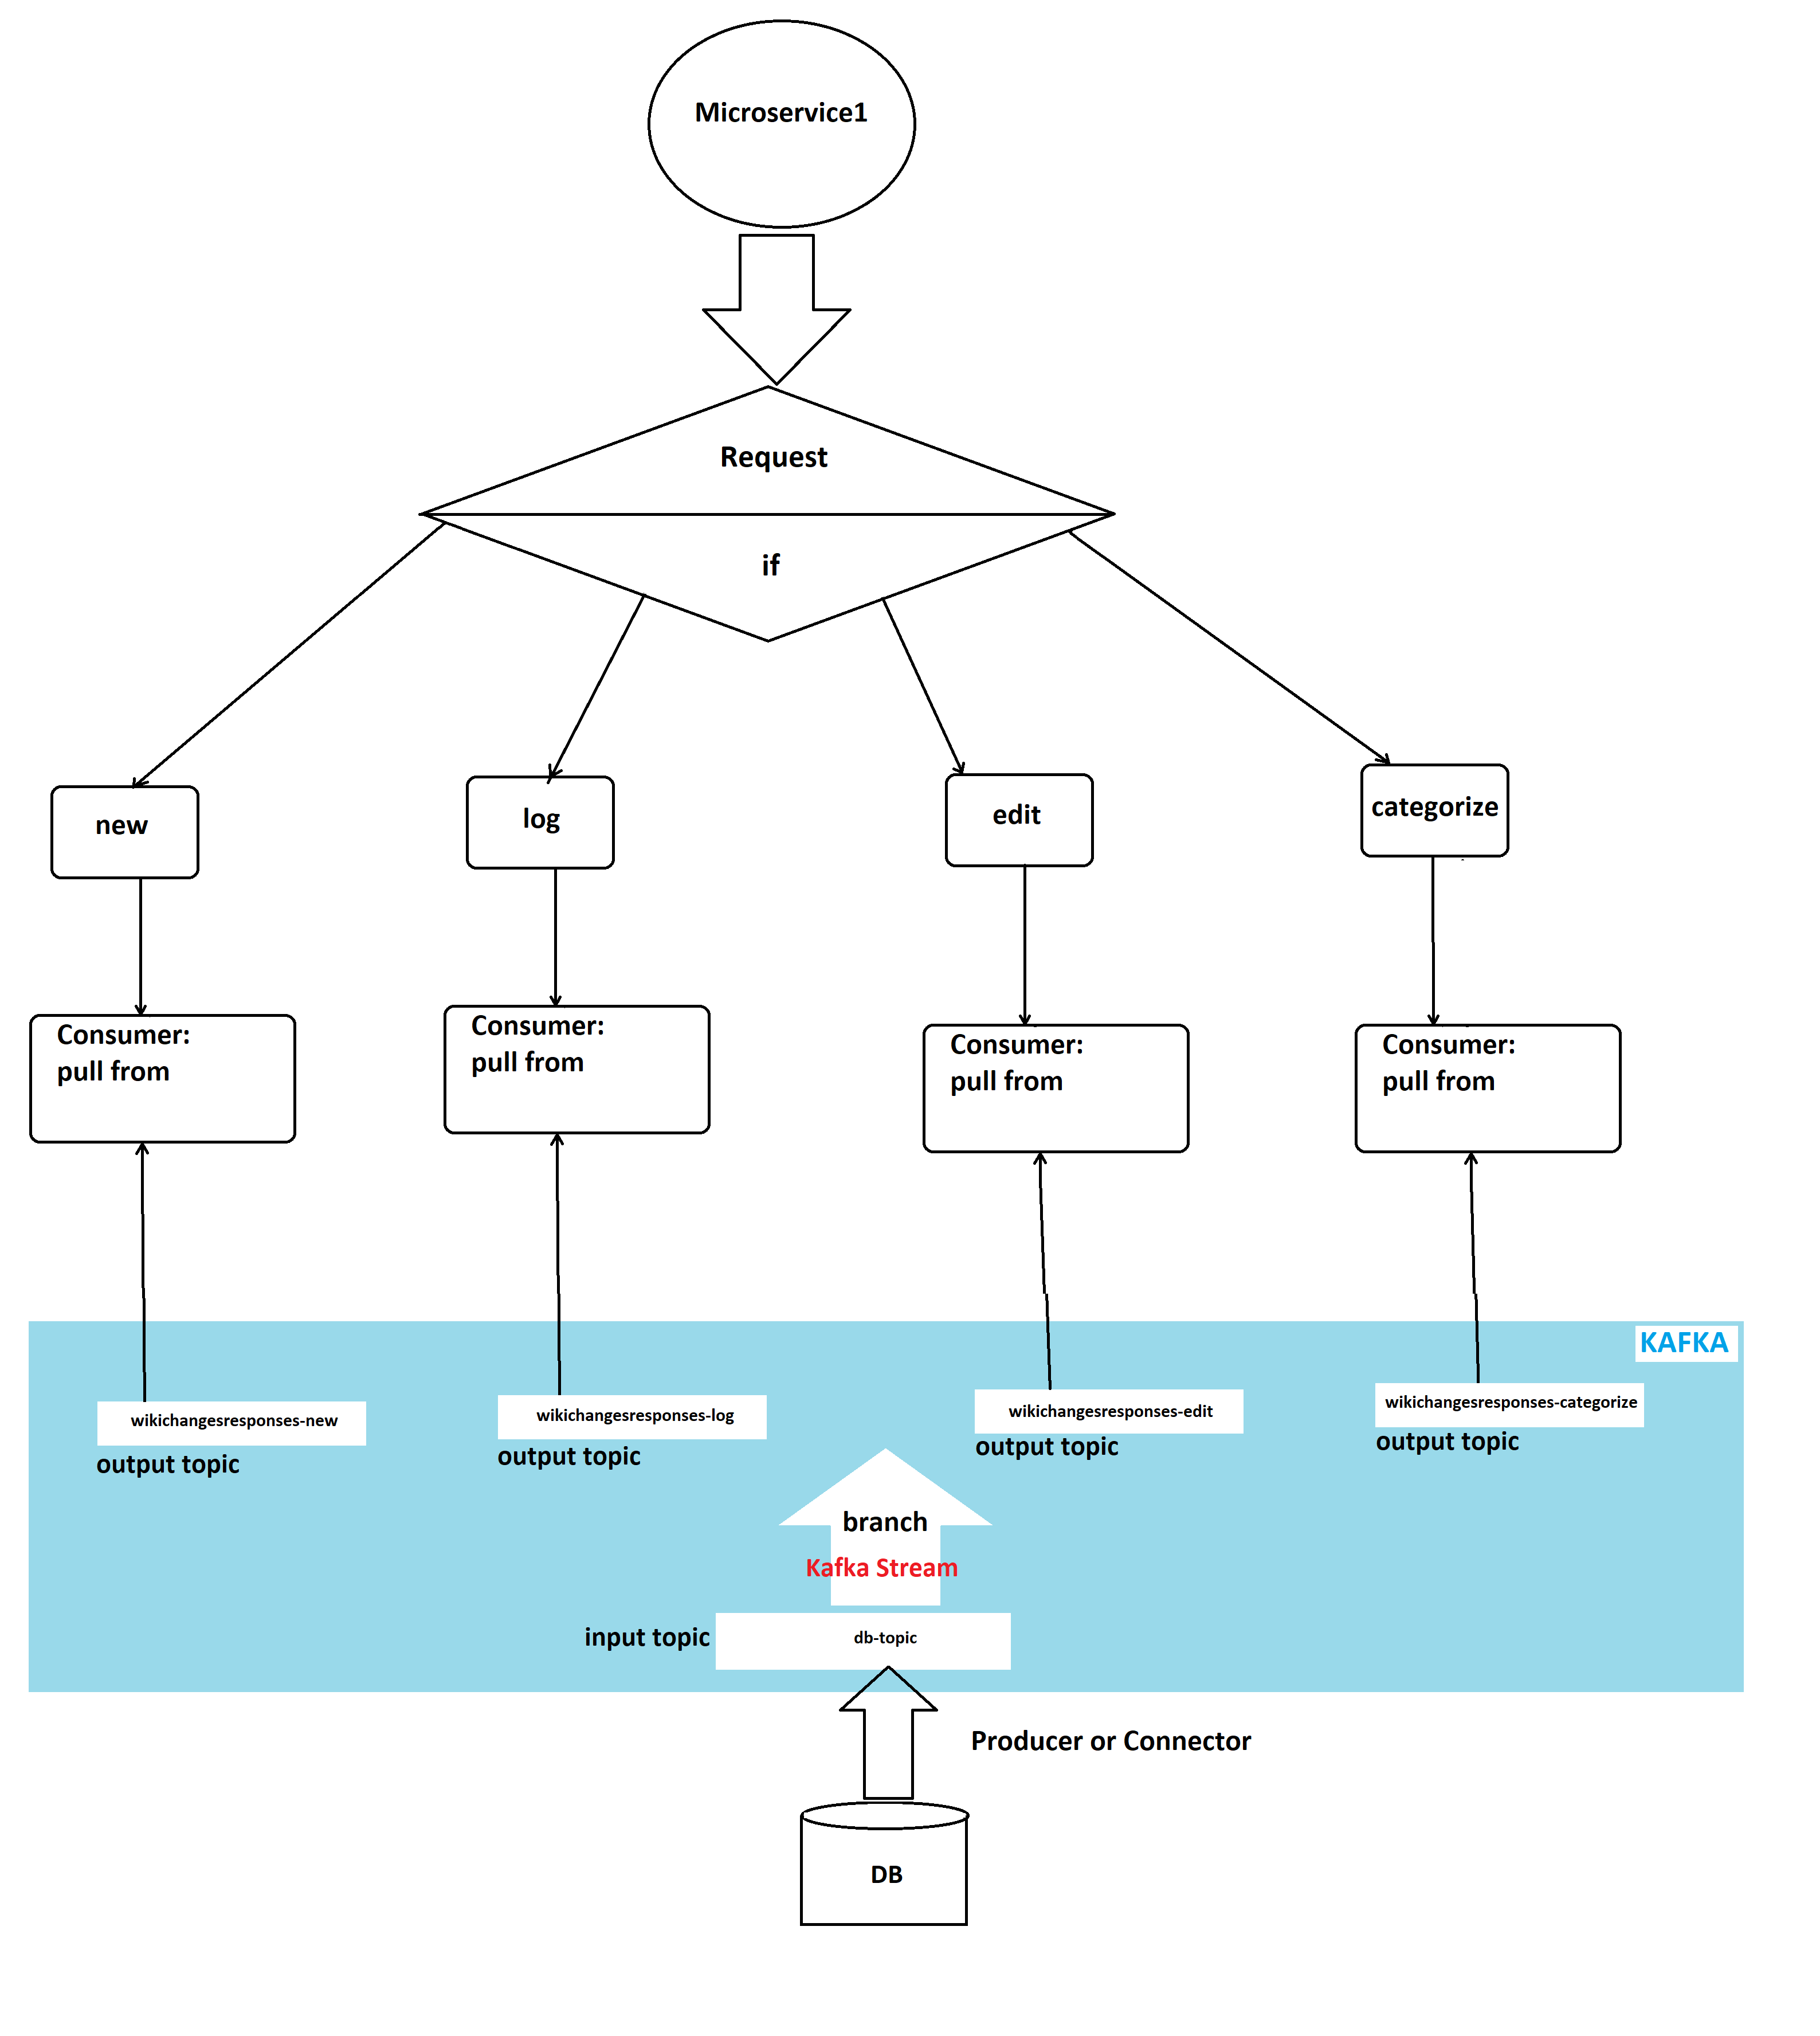 Microservice1
Request
if
new
log
edit
categorize
Consumer:
pull from
Consumer:
pull from
Consumer:
pull from
Consumer:
pull from
KAFKA
wikichangesresponses-new
output topic
wikichangesresponses-log
output topic
wikichangesresponses-edit
output topic
wikichangesresponses-categorize
output topic
branch
Kafka Stream
input topic
db-topic
Producer or Connector
DB